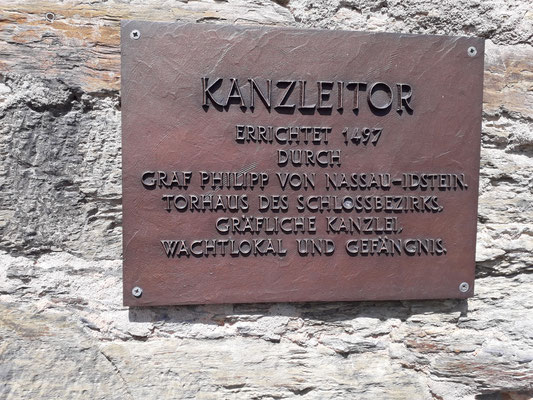 KANZLEITOR
ERRICHTET 1497
DURCH
GRAF PHILIPP VON NASSAU-IDSTEIN.
TORHAUS DES SCHLOSSBEZIRKS,
GRÄFLICHE KANZLEI,
WACHTLOKAL UND GEFÄNGNIS.